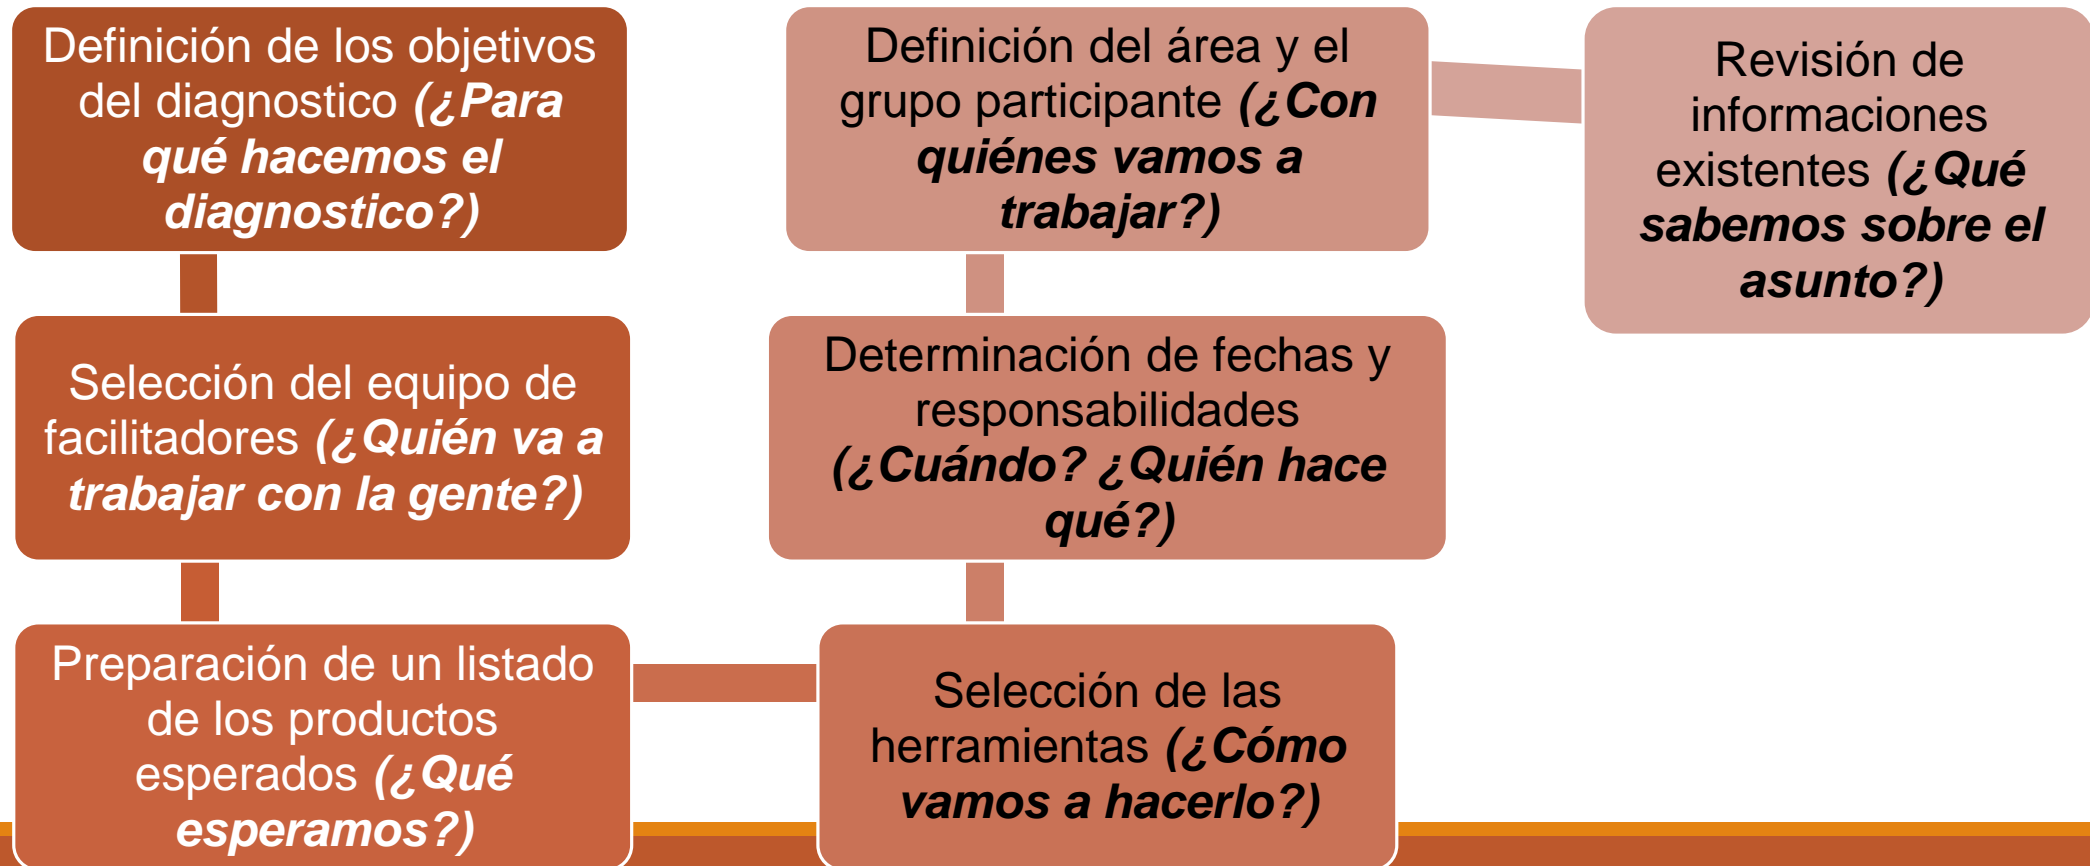 Definición de los objetivos
del diagnostico (¿Para
qué hacemos el
diagnostico?)
Selección del equipo de
facilitadores (¿Quién va a
trabajar con la gente?)
Preparación de un listado
de los productos
esperados (¿Qué
esperamos?)
Selección de las
herramientas (¿Cómo
vamos a hacerlo?)
Determinación de fechas y
responsabilidades
(¿Cuándo? ¿Quién hace
qué?)
Definición del área y el
grupo participante (¿Con
quiénes vamos a
trabajar?)
Revisión de
informaciones
existentes (¿Qué
sabemos sobre el
asunto?)